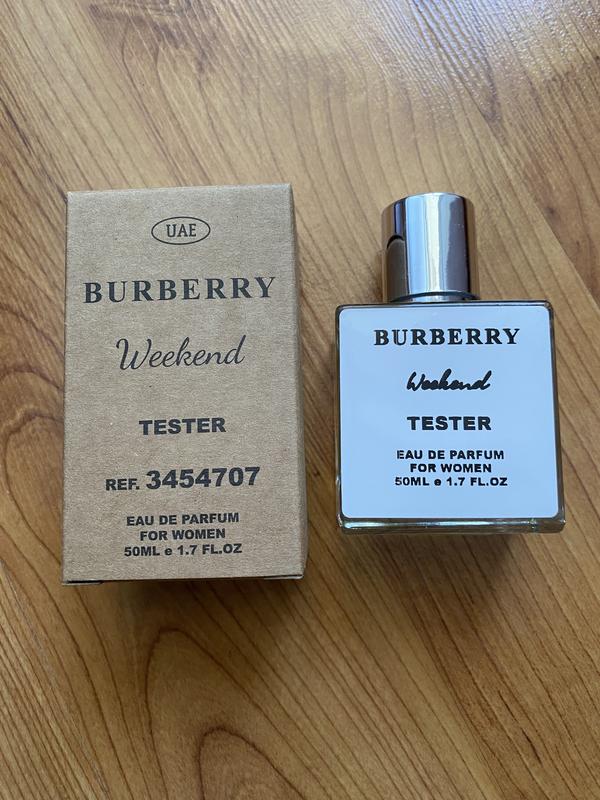 UAE
BURBERRY
Weekend
TESTER
REF. 3454707
EAU DE PARFUM
FOR WOMEN
50ML e 1.7 FL.OZ
BURBERRY
Weekend
TESTER
EAU DE PARFUM
FOR WOMEN
50ML e 1.7 FL.OZ